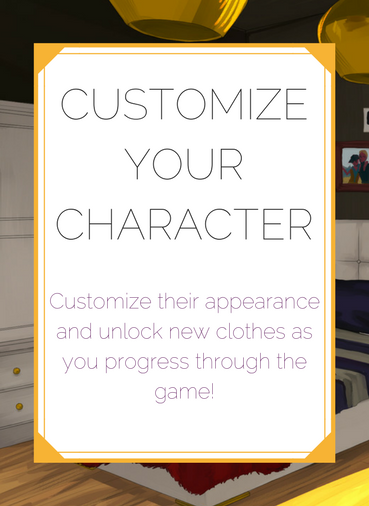 CUSTOMIZE
YOUR
CHARACTER
Customize their appearance
and unlock new clothes as
you progress through the
game!